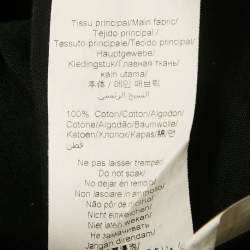 Tissu principal/Main fabric/
Tejido principal /
Tessuto principale/Tecido principal/
Hauptgewebe/
Kledingstuk/Главная ткань/
kain utama/
本体 / 메인 패브릭
النسيج الرئيسي
100% Coton/Cotton/Algodon/
Cotone/Algodão/Baumwolle/
Katoen/Хлопок/Kapas/綿/면
قطن
Ne pas laisser tremper/
Do not soak/
No dejar en remojo/
Non lasciare in ammollo/
Não pôr de molho/
Nicht einweichen/
Niet laten weken/
Не замачивать/
Jangan direndam/